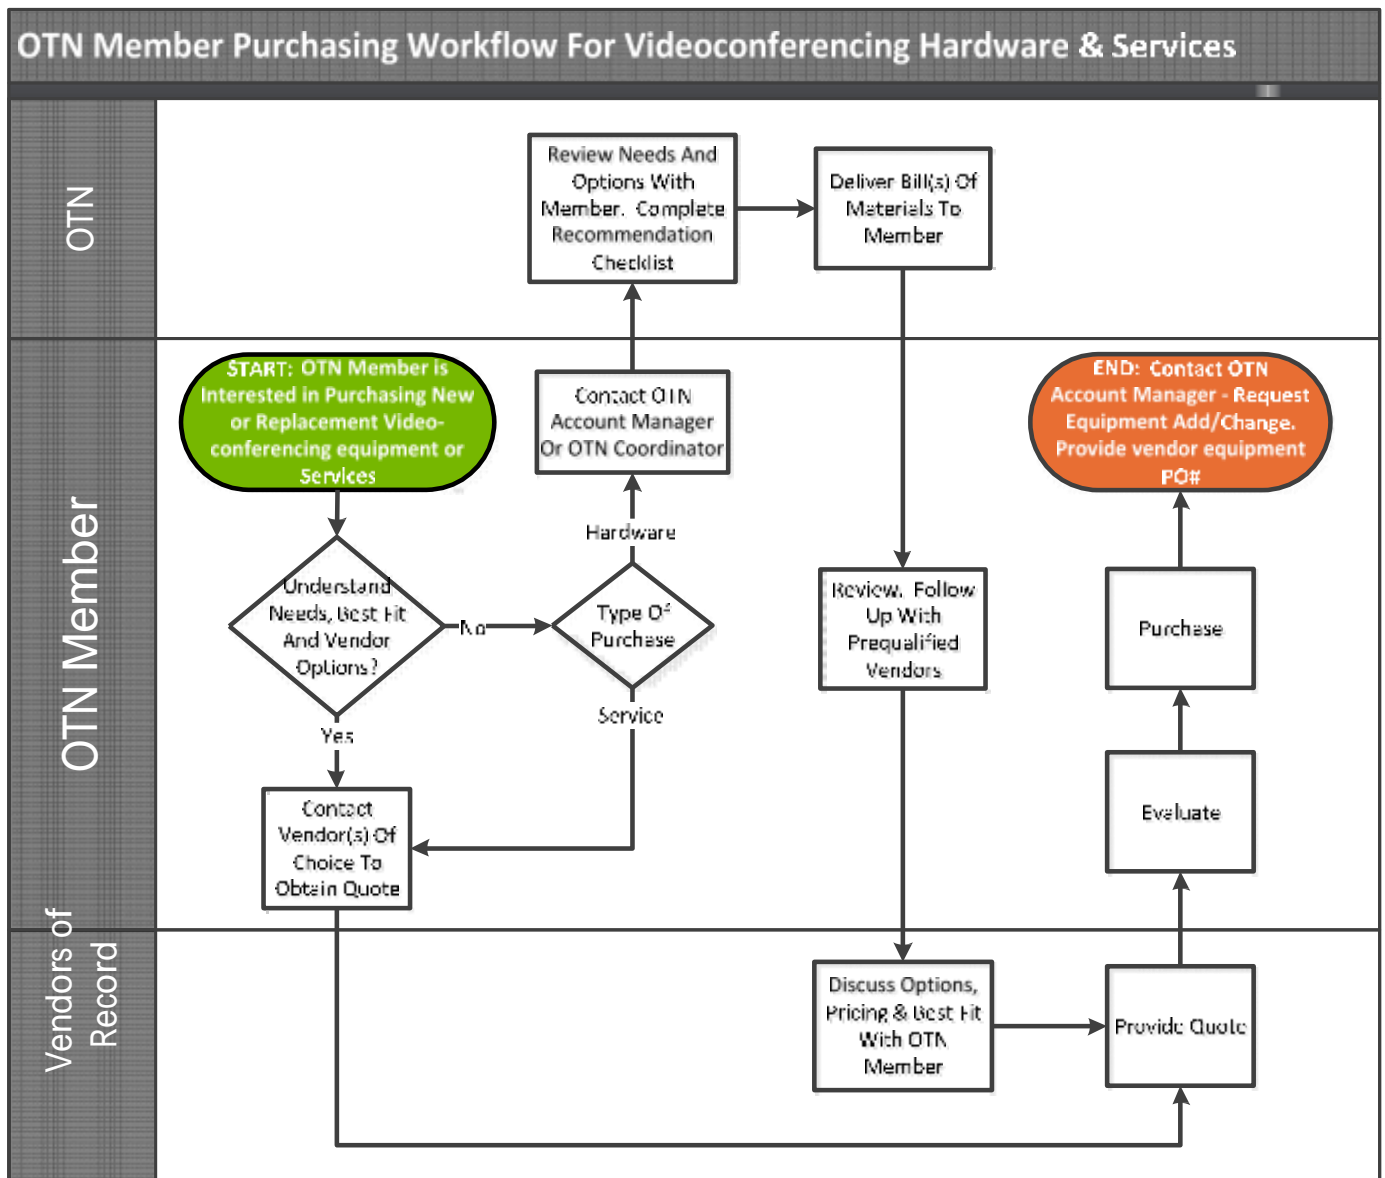 OTN Member Purchasing Workflow For Videoconferencing Hardware & Services
OTN
Review Needs And
Options With
Member. Complete
Recommendation
Checklist
Deliver Bill(s) Of
Materials To
Member
OTN Member
START: OTN Member is
Interested in Purchasing New
or Replacement Video-
conferencing equipment or
Services
Contact OTN
Account Manager
Or OTN Coordinator
END: Contact OTN
Account Manager - Request
Equipment Add/Change.
Provide vendor equipment
PO#
Hardware
Understand
Needs, Best Fit
And Vendor
Options?
No
Type Of
Purchase
Service
Yes
Review. Follow
Up With
Prequalified
Vendors
Purchase
Evaluate
Contact
Vendor(s) Of
Choice To
Obtain Quote
Vendors of
Record
Discuss Options,
Pricing & Best Fit
With OTN
Member
Provide Quote